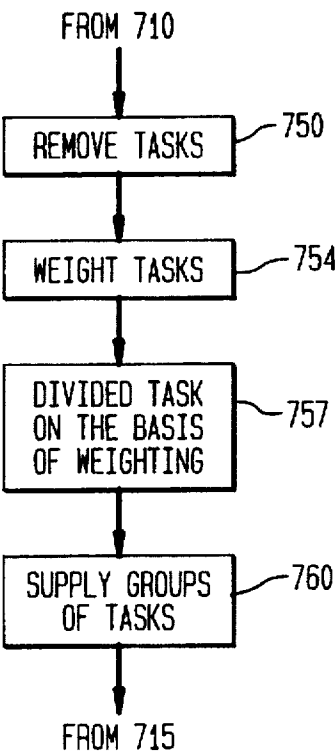 FROM 710
REMOVE TASKS
750
WEIGHT TASKS
754
DIVIDED TASK
ON THE BASIS
OF WEIGHTING
757
SUPPLY GROUPS
OF TASKS
760
FROM 715